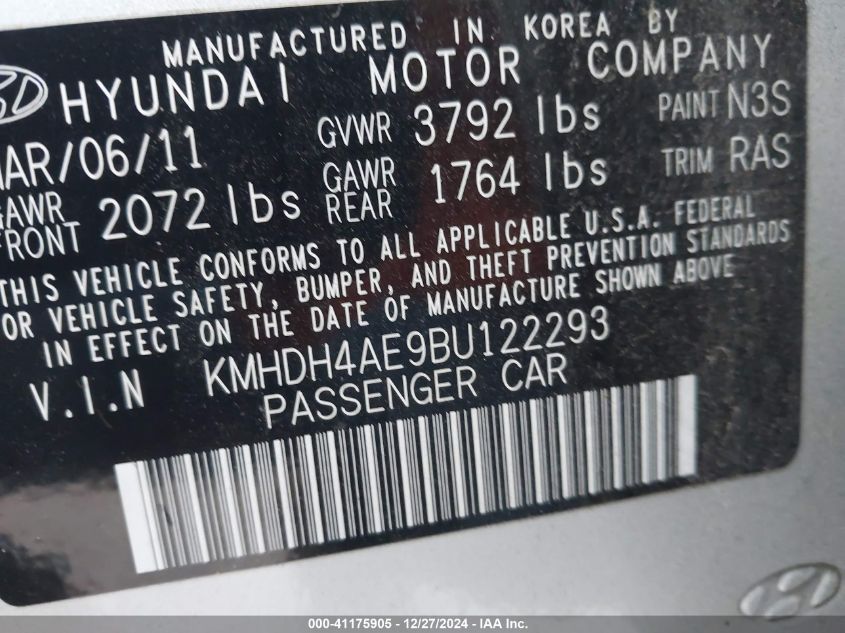 MANUFACTURED IN KOREA BY
HYUNDAI MOTOR COMPANY
MAR/06/11 GVWR 3792 lbs PAINT N3S
GAWR FRONT 2072 lbs GAWR REAR 1764 lbs TRIM RAS
THIS VEHICLE CONFORMS TO ALL APPLICABLE U.S.A. FEDERAL
OR VEHICLE SAFETY, BUMPER, AND THEFT PREVENTION STANDARDS
IN EFFECT ON THE DATE OF MANUFACTURE SHOWN ABOVE
V.I.N KMHDH4AE9BU122293
PASSENGER CAR
000-41175905 - 12/27/2024 - IAA Inc.